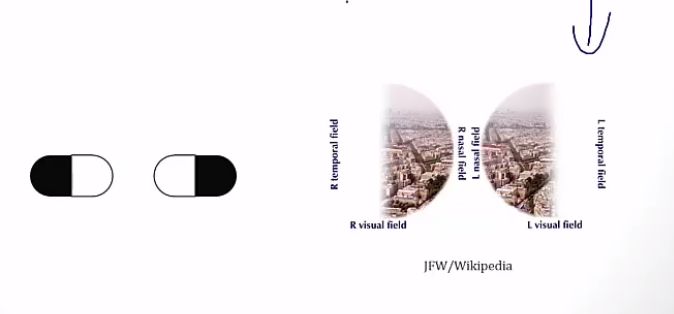 R temporal field
R nasal field
L nasal field
L temporal field
R visual field
L visual field
JFW/Wikipedia